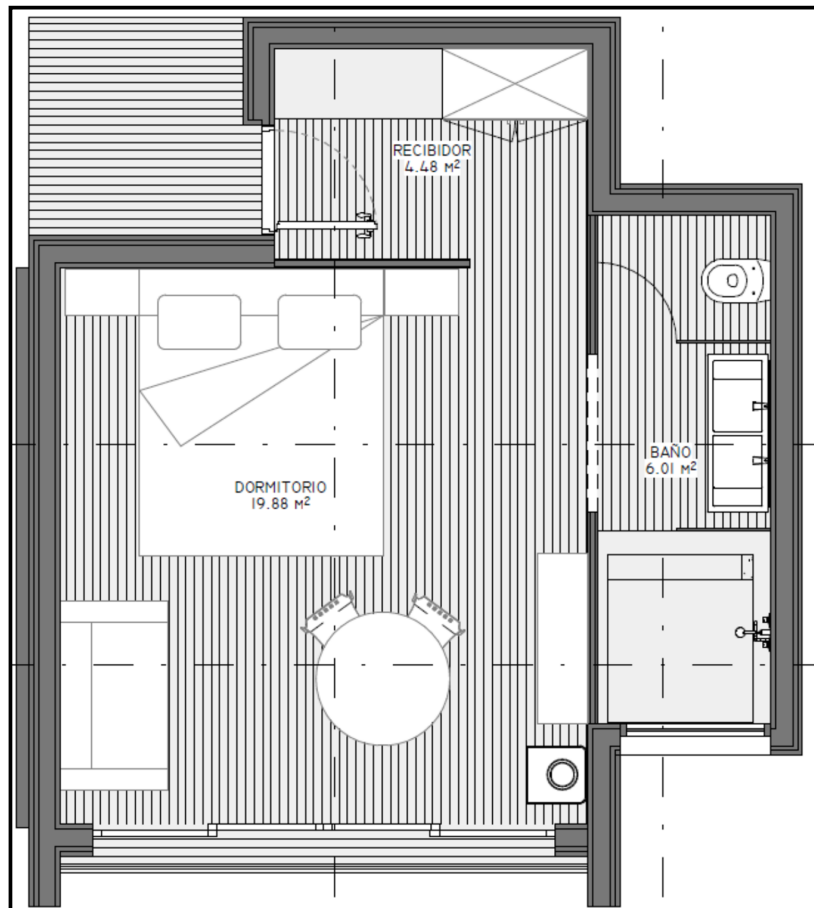 RECIBIDOR
4.48 M²
BAÑO
6.01 M²
DORMITORIO
19.88 M²